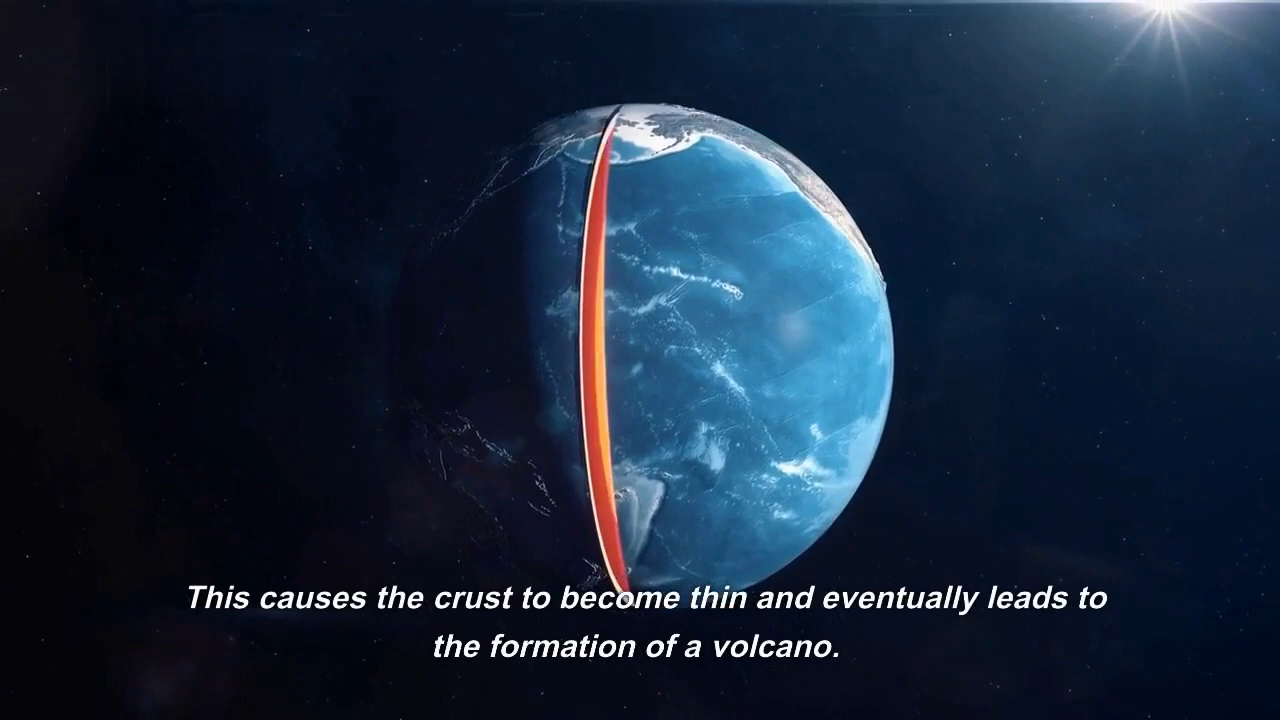 This causes the crust to become thin and eventually leads to
the formation of a volcano.